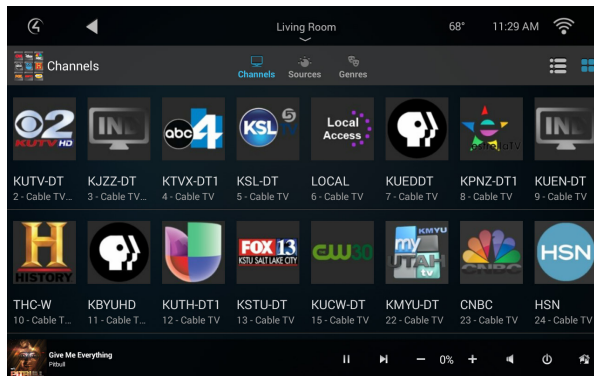 Living Room
68°
11:29 AM
Channels
Channels
Sources
Genres
2
KUTV HD
IND
abc 4
KSL 5
Local
Access
estrellaTV
IND
KUTV-DT
KJZZ-DT
KTVX-DT1
KSL-DT
LOCAL
KUEDDT
KPNZ-DT1
KUEN-DT
2 - Cable TV...
3 - Cable TV...
4 - Cable TV
5 - Cable TV
6 - Cable TV
7 - Cable TV
8 - Cable TV
9 - Cable TV
H
HISTORY
FOX 13
KSTU SALT LAKE CITY
CW30
KMYU
my
UTAH
tv
CNBC
HSN
THC-W
KBYUHD
KUTH-DT1
KSTU-DT
KUCW-DT
KMYU-DT
CNBC
HSN
10 - Cable T...
11 - Cable T...
12 - Cable TV
13 - Cable TV
15 - Cable TV
22 - Cable TV
23 - Cable TV
24 - Cable TV
Give Me Everything
Pitbull
0%